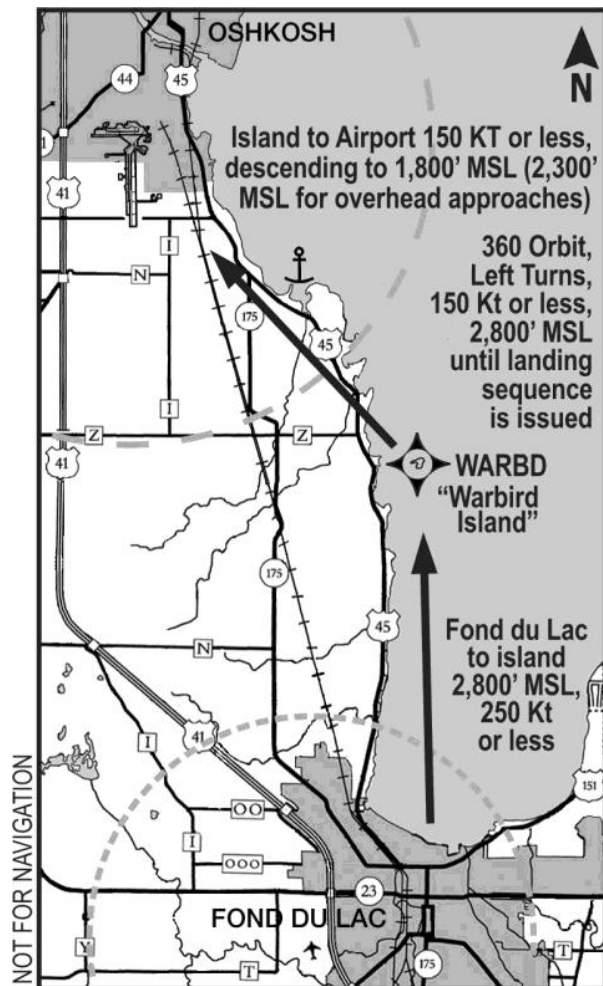 OSHKOSH
45
44
N
Island to Airport 150 KT or less,
descending to 1,800' MSL (2,300'
MSL for overhead approaches)
1
41
I
360 Orbit,
Left Turns,
150 Kt or less,
2,800' MSL
until landing
sequence
is issued
N
175
45
I
Z
Z
41
WARBD
"Warbird
Island"
175
45
N
Fond du Lac
to island
2,800' MSL,
250 Kt
or less
I
41
151
OO
I
OOO
23
FOND DU LAC
Y
T
175
T
NOT FOR NAVIGATION